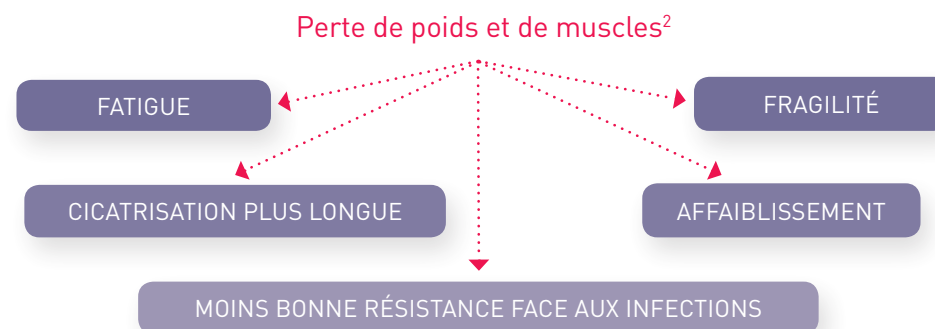 Perte de poids et de muscles²
FATIGUE
FRAGILITÉ
CICATRISATION PLUS LONGUE
AFFAIBLISSEMENT
MOINS BONNE RÉSISTANCE FACE AUX INFECTIONS